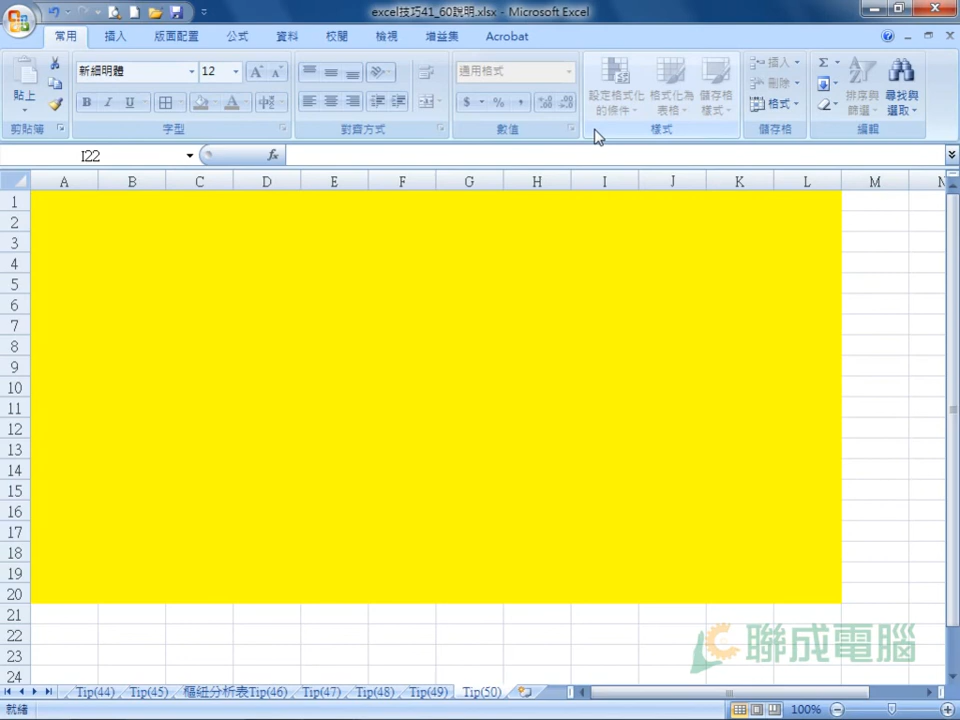 excel技巧41_60說明.xlsx - Microsoft Excel
常用 插入 版面配置 公式 資料 校閱 檢視 增益集 Acrobat
貼上 新細明體 12 通用格式 設定格式化的條件 格式化為表格 儲存格樣式 插入 刪除 格式 排序與篩選 尋找與選取
B I U $ % ,
剪貼簿 字型 對齊方式 數值 樣式 儲存格 編輯
I22 fx
A B C D E F G H I J K L M N
1
2
3
4
5
6
7
8
9
10
11
12
13
14
15
16
17
18
19
20
21
22
23
24
聯成電腦
Tip(44) Tip(45) 樞紐分析表Tip(46) Tip(47) Tip(48) Tip(49) Tip(50)
就緒 100%